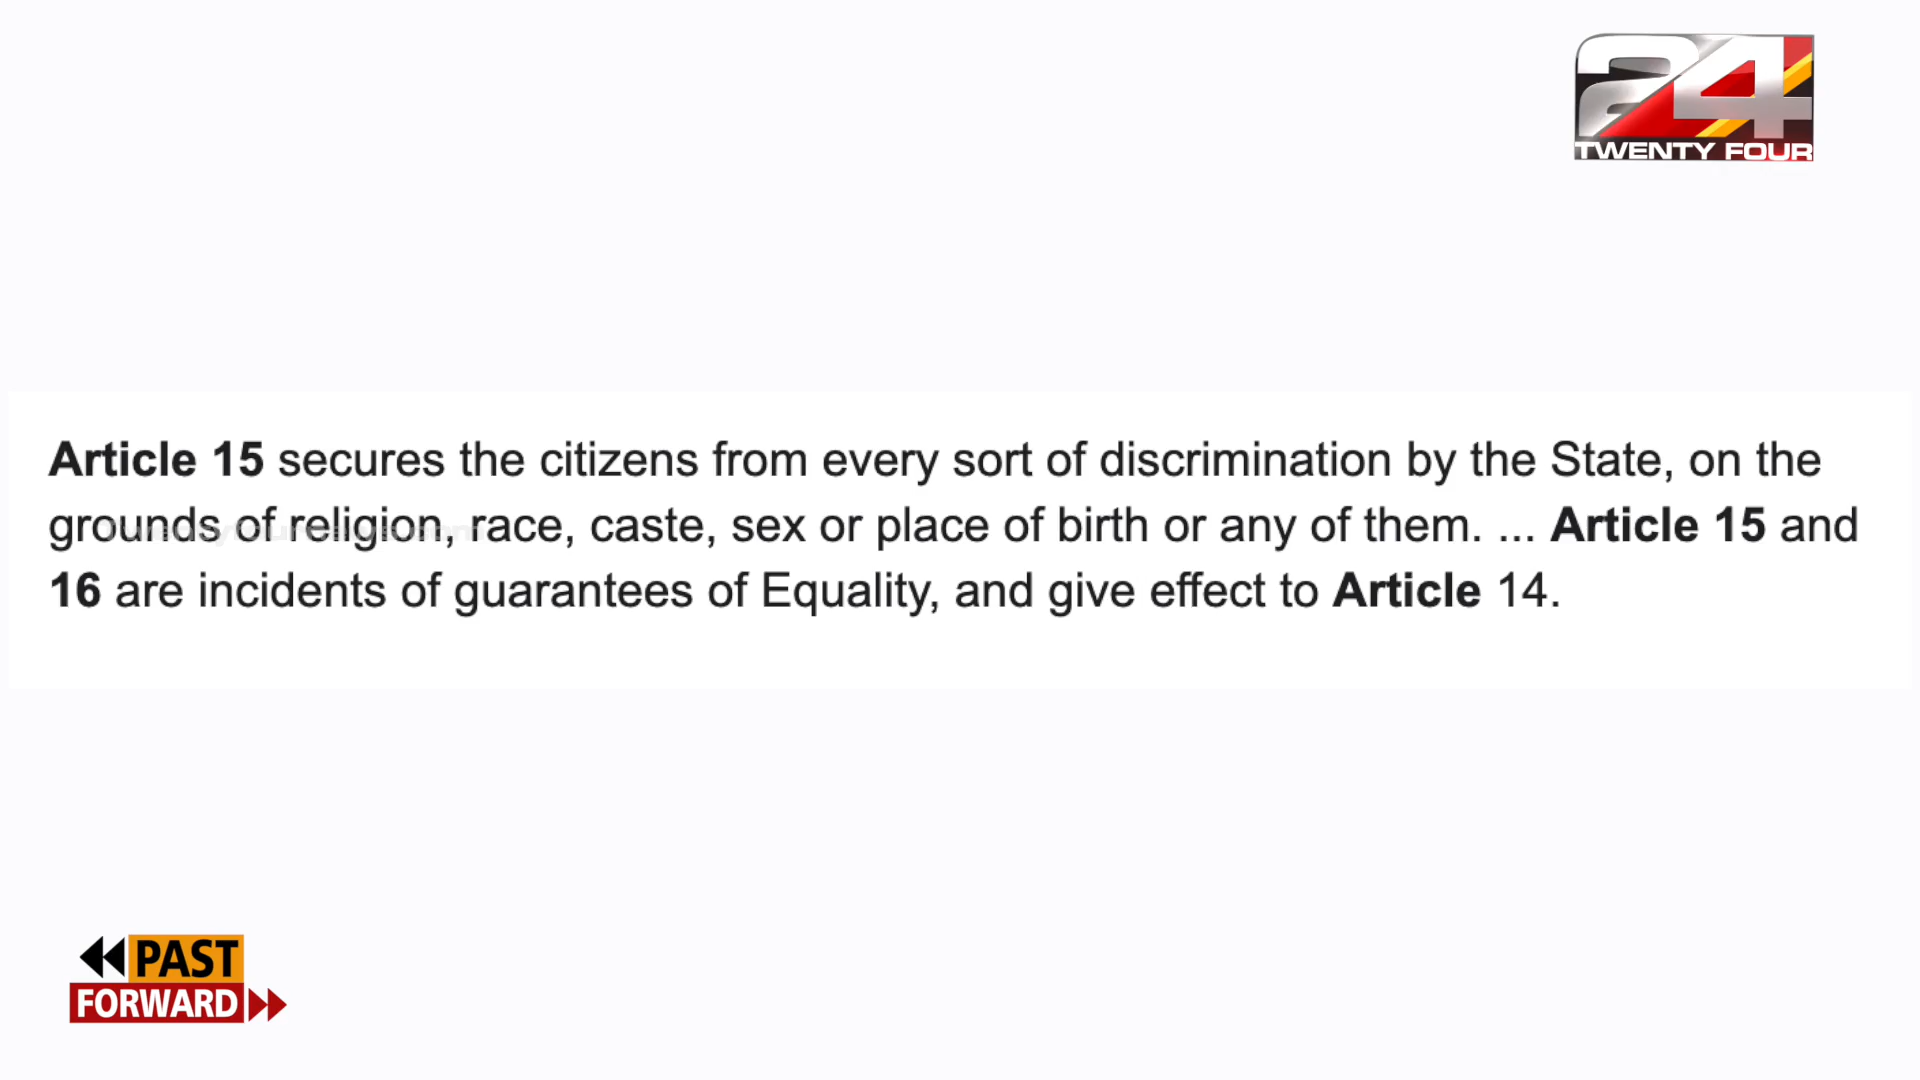 24
TWENTY FOUR
Article 15 secures the citizens from every sort of discrimination by the State, on the
grounds of religion, race, caste, sex or place of birth or any of them. ... Article 15 and
16 are incidents of guarantees of Equality, and give effect to Article 14.
PAST
FORWARD